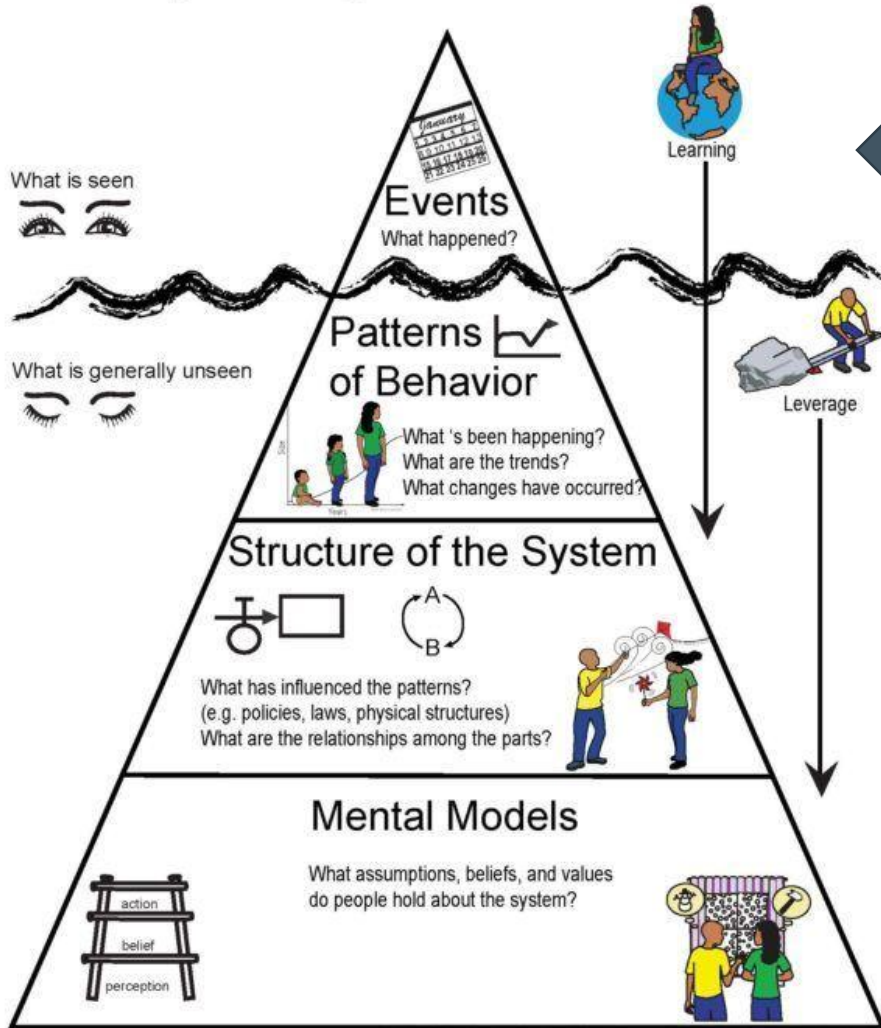 January
Learning
What is seen
Events
What happened?
Patterns
of Behavior
What is generally unseen
Leverage
What 's been happening?
What are the trends?
What changes have occurred?
Size
Years
Structure of the System
A
B
What has influenced the patterns?
(e.g. policies, laws, physical structures)
What are the relationships among the parts?
Mental Models
What assumptions, beliefs, and values
do people hold about the system?
action
belief
perception